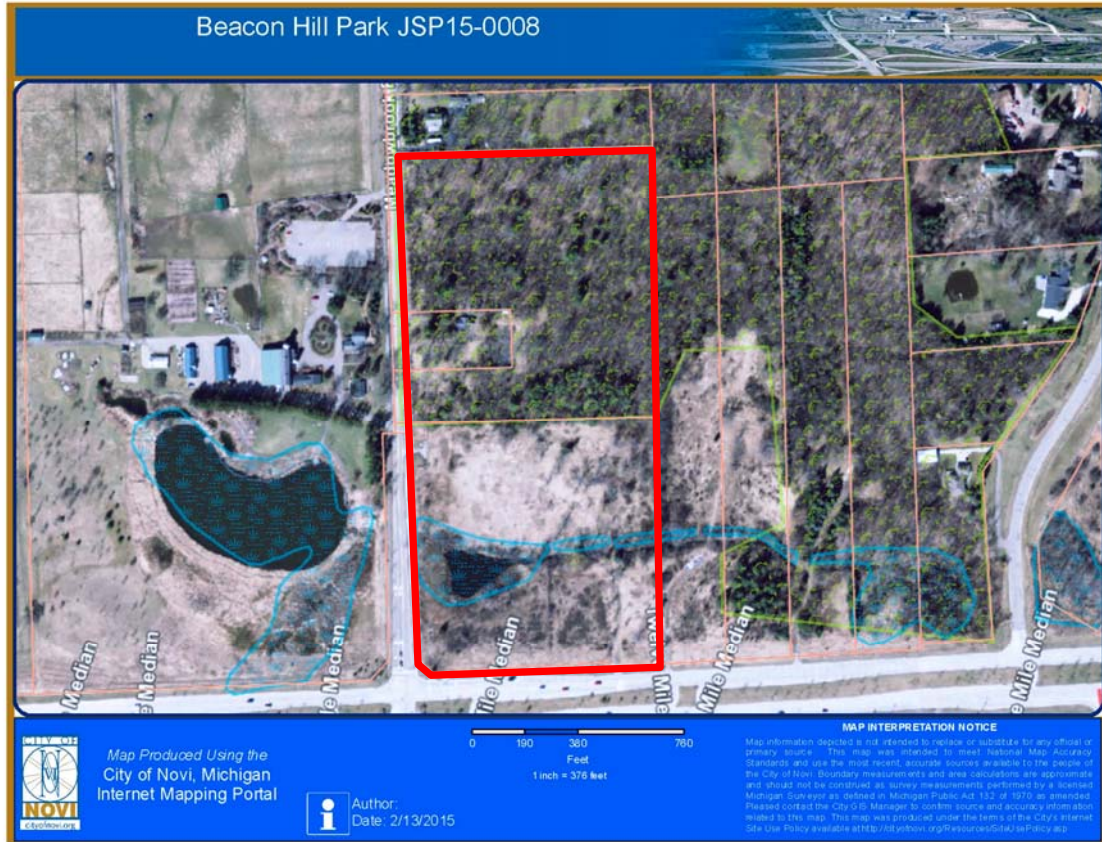 Beacon Hill Park JSP15-0008
Meadowbrook
Median
e Median
le Median
ile Median
Twel
Mile
Mile Median
e Mile Median
CITY OF
NOVI
cityofnovi.org
Map Produced Using the
City of Novi, Michigan
Internet Mapping Portal
i
Author:
Date: 2/13/2015
0 190 380 760
Feet
1 inch = 376 feet
MAP INTERPRETATION NOTICE
Map information depicted is not intended to replace or substitute for any official or
primary source. This map was intended to meet National Map Accuracy
Standards and use the most recent, accurate sources available to the people of
the City of Novi. Boundary measurements and area calculations are approximate
and should not be construed as survey measurements performed by a licensed
Michigan Surveyor as defined in Michigan Public Act 132 of 1970 as amended.
Pleased contact the City GIS Manager to confirm source and accuracy information
related to this map. This map was produced under the terms of the City's Internet
Site Use Policy available at http://cityofnovi.org/Resources/SiteUsePolicy.asp